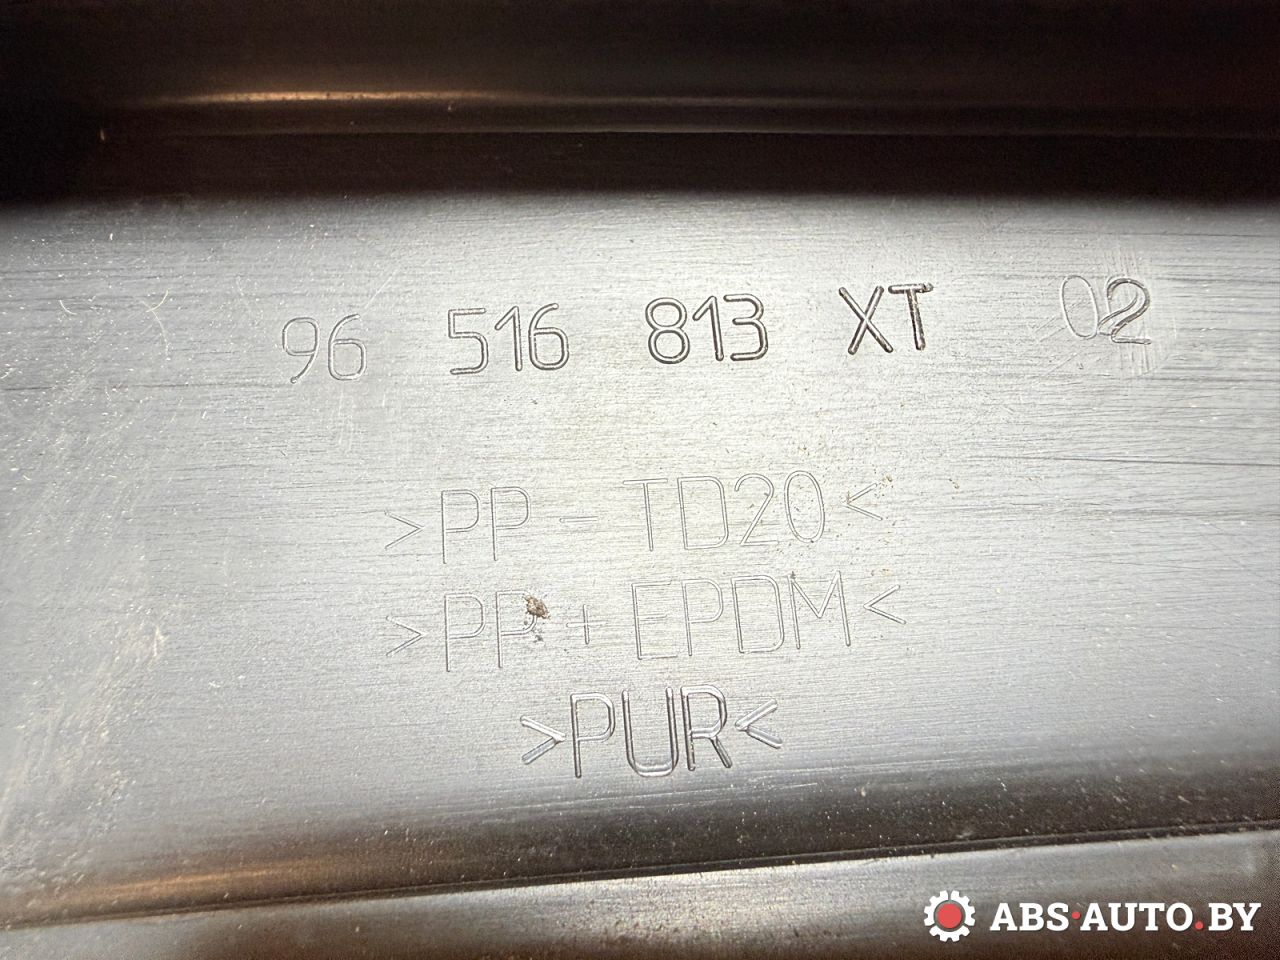 96 516 813 XT 02
>PP-TD20<
>PP+EPDM<
>PUR<
ABS·AUTO.BY